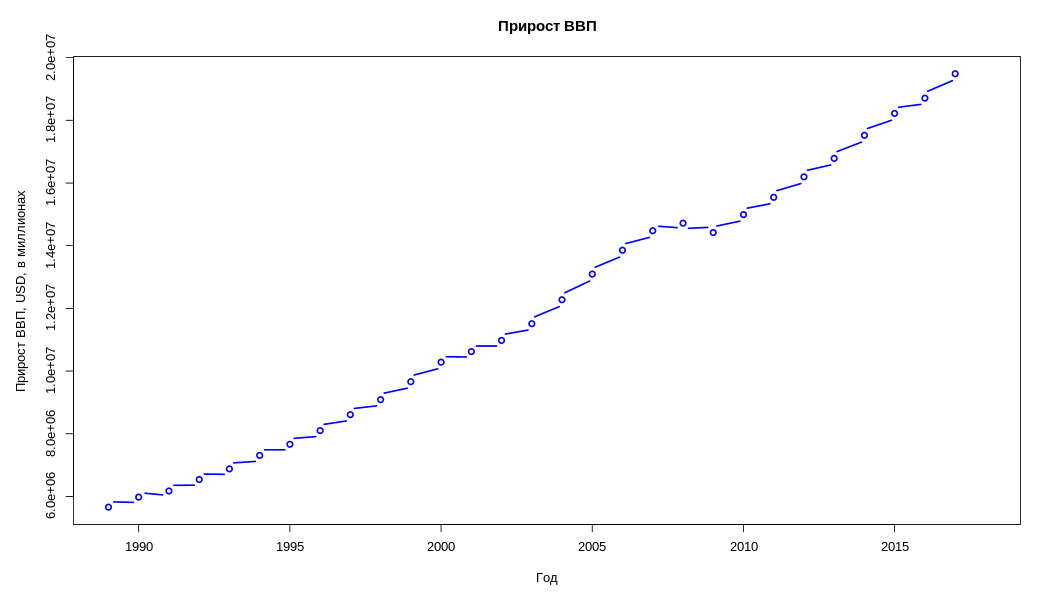 Прирост ВВП
Прирост ВВП, USD, в миллионах
2.0e+07
1.8e+07
1.6e+07
1.4e+07
1.2e+07
1.0e+07
8.0e+06
6.0e+06
1990 1995 2000 2005 2010 2015
Год